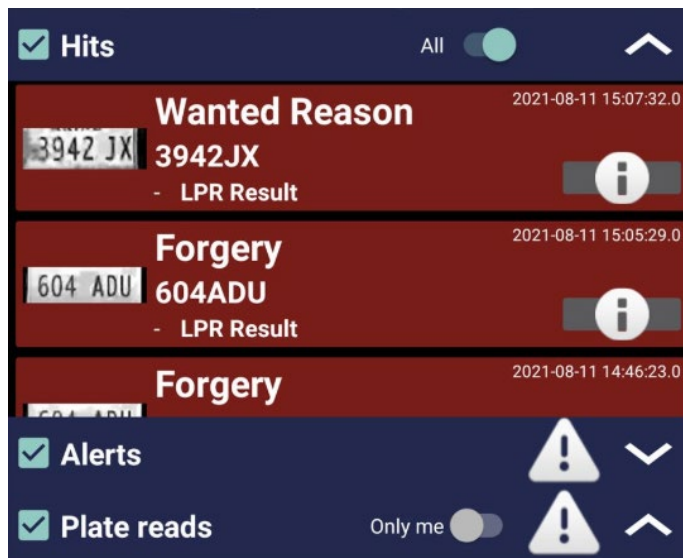 Hits
All
Wanted Reason
2021-08-11 15:07:32.0
3942 JX
3942JX
- LPR Result
Forgery
2021-08-11 15:05:29.0
604 ADU
604ADU
- LPR Result
Forgery
2021-08-11 14:46:23.0
Alerts
Plate reads
Only me